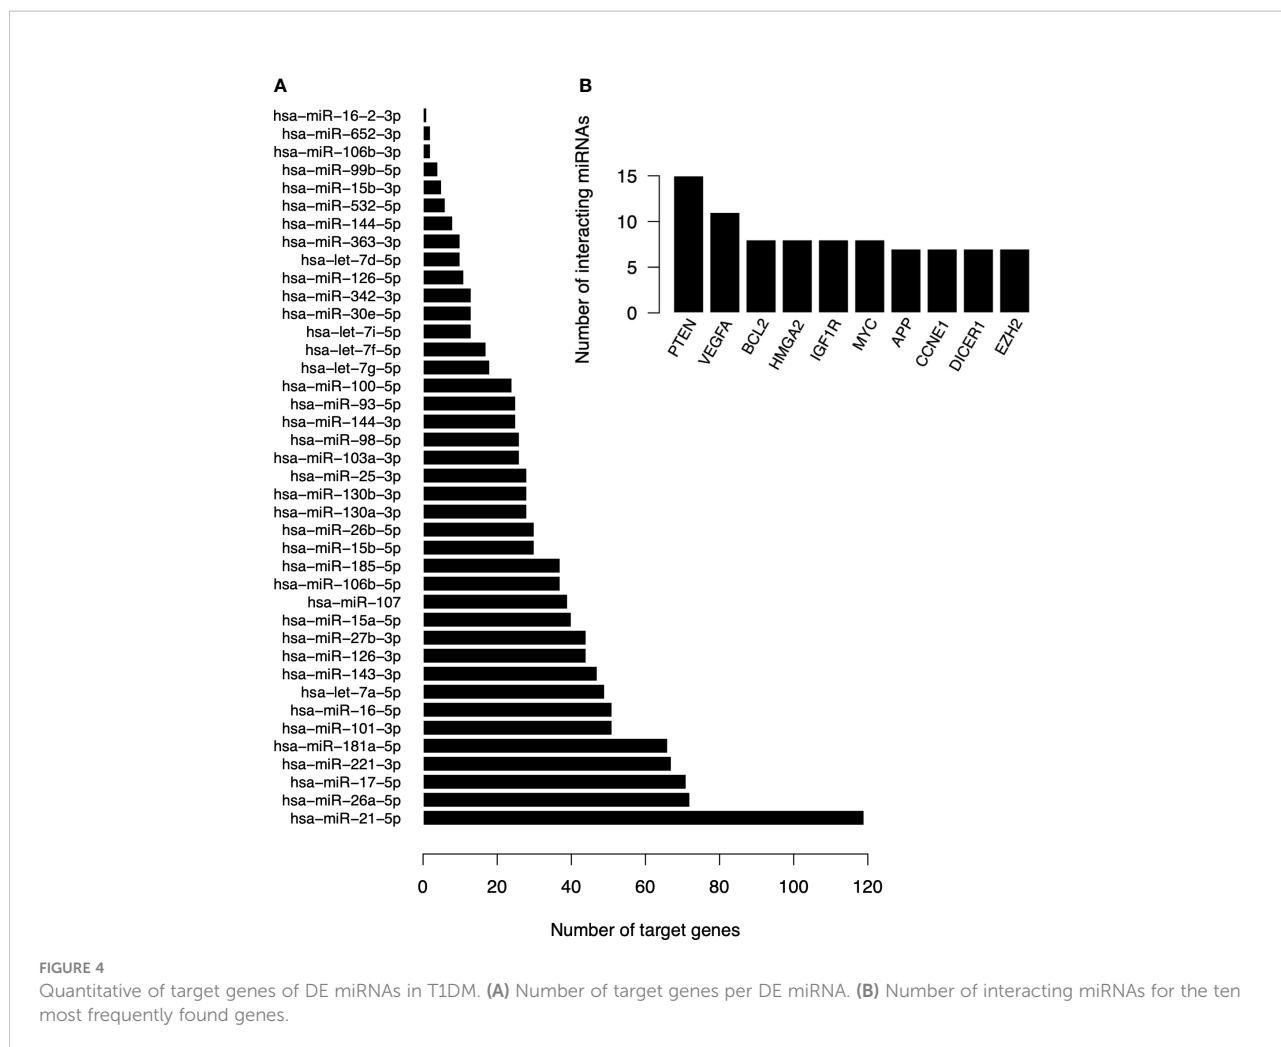 A
hsa−miR−16−2−3p
hsa−miR−652−3p
hsa−miR−106b−3p
hsa−miR−99b−5p
hsa−miR−15b−3p
hsa−miR−532−5p
hsa−miR−144−5p
hsa−miR−363−3p
hsa−let−7d−5p
hsa−miR−126−5p
hsa−miR−342−3p
hsa−miR−30e−5p
hsa−let−7i−5p
hsa−let−7f−5p
hsa−let−7g−5p
hsa−miR−100−5p
hsa−miR−93−5p
hsa−miR−144−3p
hsa−miR−98−5p
hsa−miR−103a−3p
hsa−miR−25−3p
hsa−miR−130b−3p
hsa−miR−130a−3p
hsa−miR−26b−5p
hsa−miR−15b−5p
hsa−miR−185−5p
hsa−miR−106b−5p
hsa−miR−107
hsa−miR−15a−5p
hsa−miR−27b−3p
hsa−miR−126−3p
hsa−miR−143−3p
hsa−let−7a−5p
hsa−miR−16−5p
hsa−miR−101−3p
hsa−miR−181a−5p
hsa−miR−221−3p
hsa−miR−17−5p
hsa−miR−26a−5p
hsa−miR−21−5p
0 20 40 60 80 100 120
Number of target genes
B
Number of interacting miRNAs
15
10
5
0
PTEN VEGFA BCL2 HMGA2 IGF1R MYC APP CCNE1 DICER1 EZH2
FIGURE 4
Quantitative of target genes of DE miRNAs in T1DM. (A) Number of target genes per DE miRNA. (B) Number of interacting miRNAs for the ten
most frequently found genes.